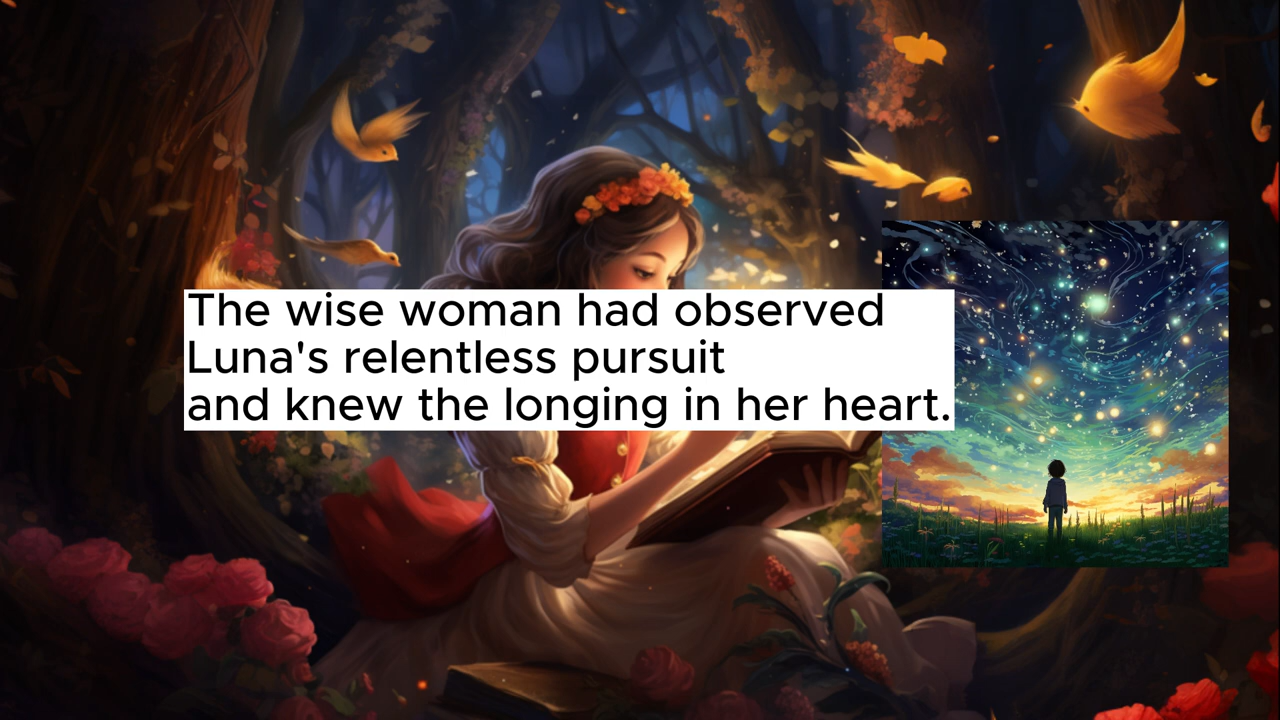 The wise woman had observed
Luna's relentless pursuit
and knew the longing in her heart.